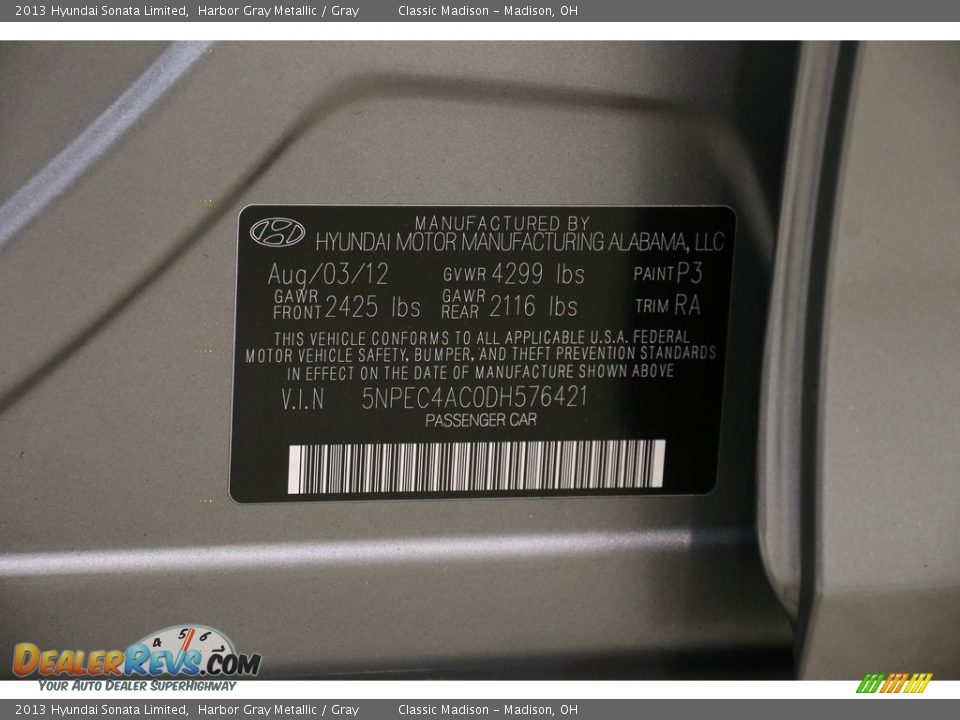 2013 Hyundai Sonata Limited,  Harbor Gray Metallic / Gray        Classic Madison - Madison, OH
MANUFACTURED BY
HYUNDAI MOTOR MANUFACTURING ALABAMA, LLC
Aug/03/12 GVWR 4299 lbs PAINT P3
GAWR FRONT 2425 lbs GAWR REAR 2116 lbs TRIM RA
THIS VEHICLE CONFORMS TO ALL APPLICABLE U.S.A. FEDERAL
MOTOR VEHICLE SAFETY, BUMPER, AND THEFT PREVENTION STANDARDS
IN EFFECT ON THE DATE OF MANUFACTURE SHOWN ABOVE
V.I.N 5NPEC4AC0DH576421
PASSENGER CAR
4 5 6 7
DEALERREVS.COM
YOUR AUTO DEALER SUPERHIGHWAY
2013 Hyundai Sonata Limited,  Harbor Gray Metallic / Gray        Classic Madison - Madison, OH